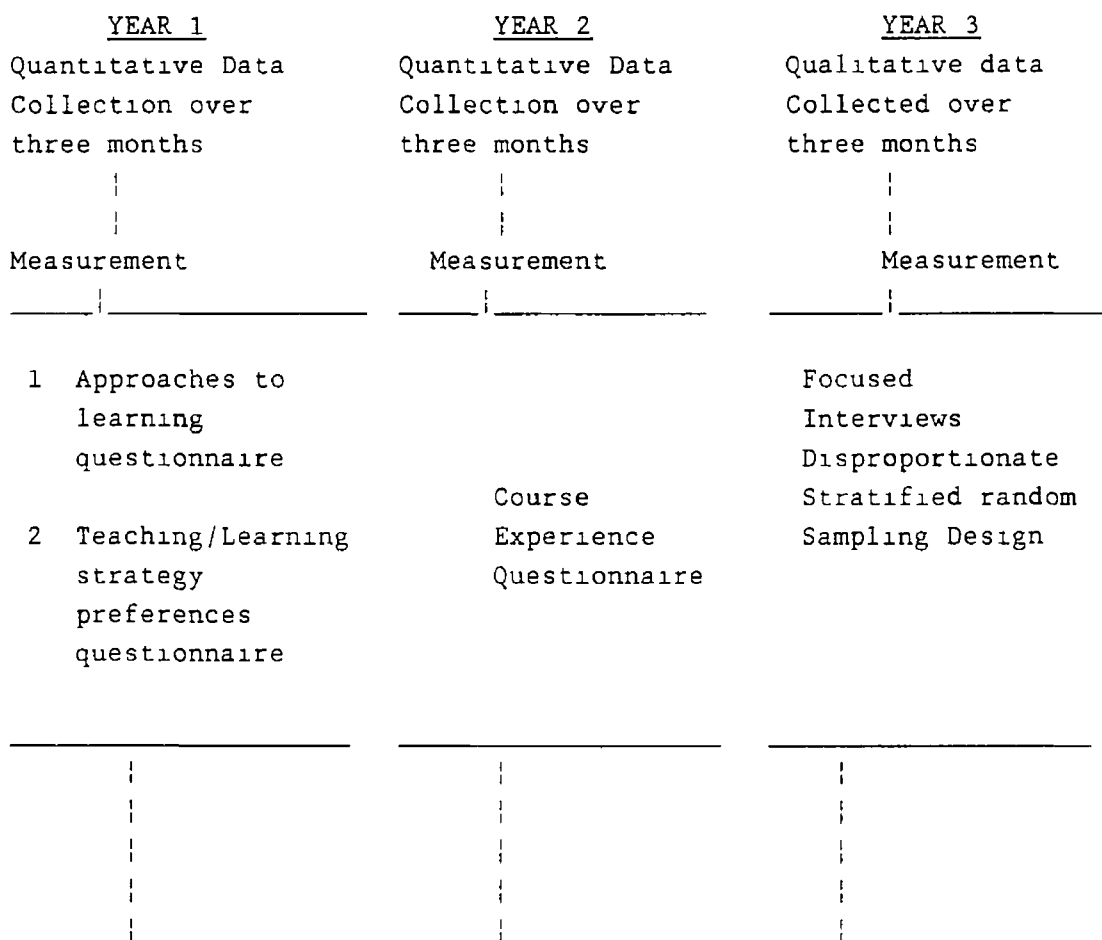 YEAR 1
Quantitative Data
Collection over
three months
Measurement
1 Approaches to
learning
questionnaire
2 Teaching/Learning
strategy
preferences
questionnaire
YEAR 2
Quantitative Data
Collection over
three months
Measurement
Course
Experience
Questionnaire
YEAR 3
Qualitative data
Collected over
three months
Measurement
Focused
Interviews
Disproportionate
Stratified random
Sampling Design